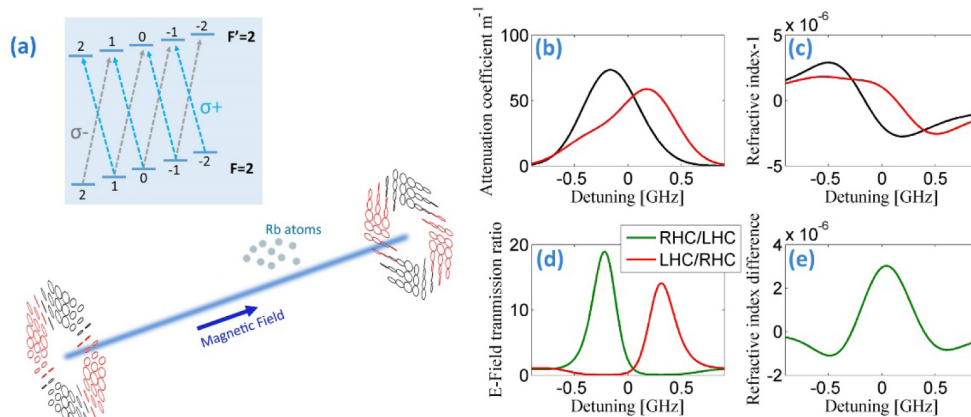 (a)
-2
-1
0
1
2
F'=2
σ-
σ+
-2
-1
0
1
2
F=2
Rb atoms
Magnetic Field
(b)
Attenuation coefficient m⁻¹
100
50
0
-0.5 0 0.5
Detuning [GHz]
(c)
Refractive index-1
x 10⁻⁶
5
0
-5
-0.5 0 0.5
Detuning [GHz]
(d)
E-Field tranmission ratio
20
15
10
5
0
RHC/LHC
LHC/RHC
-0.5 0 0.5
Detuning [GHz]
(e)
Refractive index difference
x 10⁻⁶
4
2
0
-2
-0.5 0 0.5
Detuning [GHz]